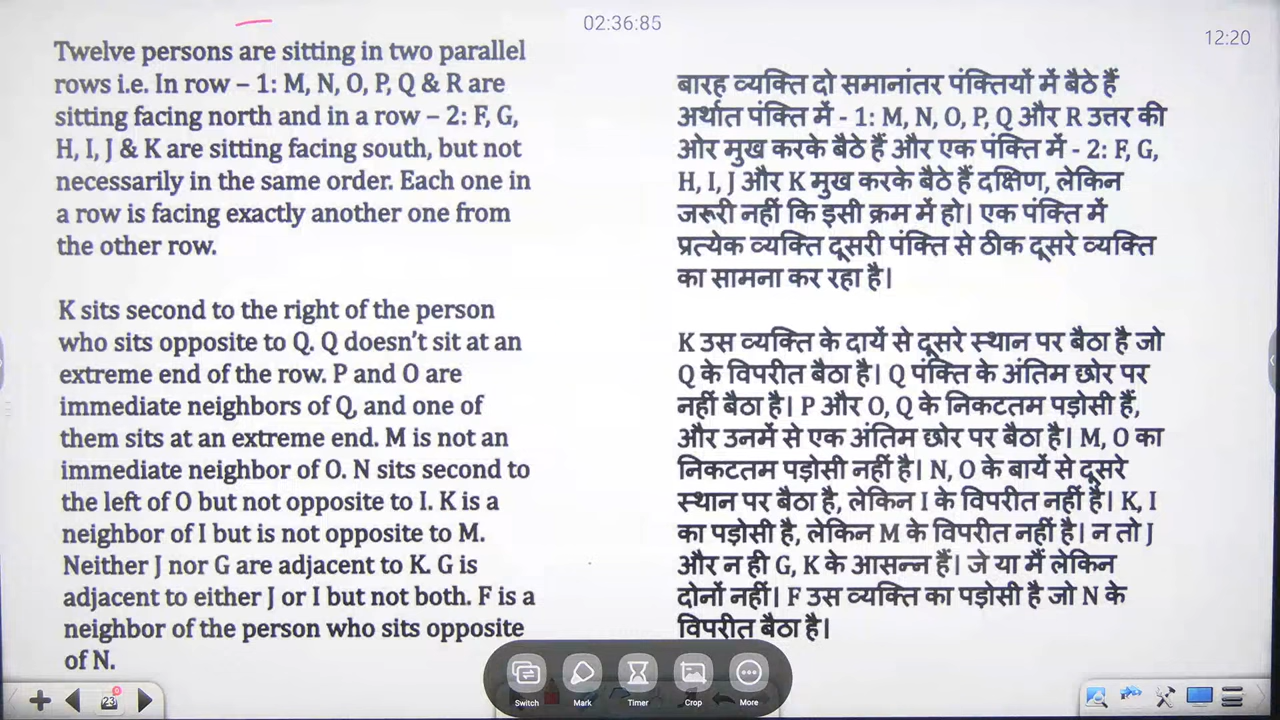 02:36:85
12:20
Twelve persons are sitting in two parallel
rows i.e. In row – 1: M, N, O, P, Q & R are
sitting facing north and in a row – 2: F, G,
H, I, J & K are sitting facing south, but not
necessarily in the same order. Each one in
a row is facing exactly another one from
the other row.
K sits second to the right of the person
who sits opposite to Q. Q doesn't sit at an
extreme end of the row. P and O are
immediate neighbors of Q, and one of
them sits at an extreme end. M is not an
immediate neighbor of O. N sits second to
the left of O but not opposite to I. K is a
neighbor of I but is not opposite to M.
Neither J nor G are adjacent to K. G is
adjacent to either J or I but not both. F is a
neighbor of the person who sits opposite
of N.
बारह व्यक्ति दो समानांतर पंक्तियों में बैठे हैं
अर्थात पंक्ति में - 1: M, N, O, P, Q और R उत्तर की
ओर मुख करके बैठे हैं और एक पंक्ति में - 2: F, G,
H, I, J और K मुख करके बैठे हैं दक्षिण, लेकिन
जरूरी नहीं कि इसी क्रम में हो। एक पंक्ति में
प्रत्येक व्यक्ति दूसरी पंक्ति से ठीक दूसरे व्यक्ति
का सामना कर रहा है।
K उस व्यक्ति के दायें से दूसरे स्थान पर बैठा है जो
Q के विपरीत बैठा है। Q पंक्ति के अंतिम छोर पर
नहीं बैठा है। P और O, Q के निकटतम पड़ोसी हैं,
और उनमें से एक अंतिम छोर पर बैठा है। M, O का
निकटतम पड़ोसी नहीं है। N, O के बायें से दूसरे
स्थान पर बैठा है, लेकिन I के विपरीत नहीं है। K, I
का पड़ोसी है, लेकिन M के विपरीत नहीं है। न तो J
और न ही G, K के आसन्न हैं। जे या मैं लेकिन
दोनों नहीं। F उस व्यक्ति का पड़ोसी है जो N के
विपरीत बैठा है।
Switch Mark Timer Crop More
23